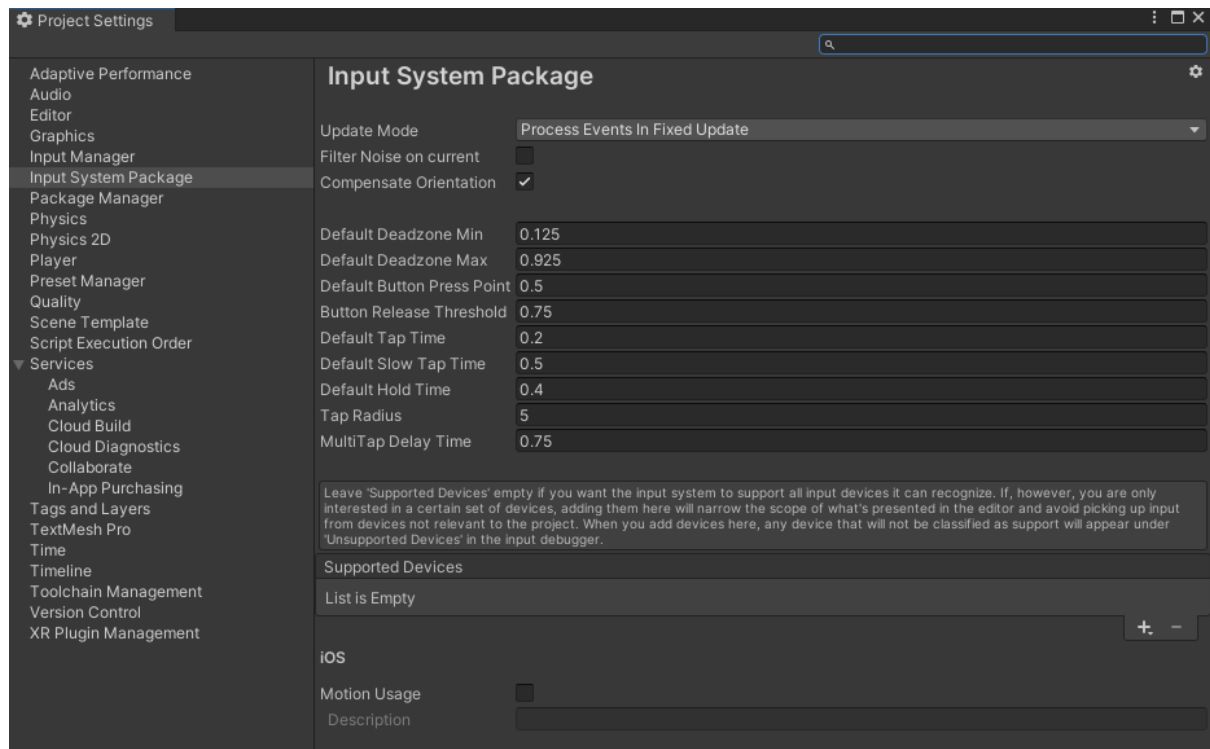 Project Settings
Adaptive Performance
Audio
Editor
Graphics
Input Manager
Input System Package
Package Manager
Physics
Physics 2D
Player
Preset Manager
Quality
Scene Template
Script Execution Order
Services
Ads
Analytics
Cloud Build
Cloud Diagnostics
Collaborate
In-App Purchasing
Tags and Layers
TextMesh Pro
Time
Timeline
Toolchain Management
Version Control
XR Plugin Management
Input System Package
Update Mode Process Events In Fixed Update
Filter Noise on current
Compensate Orientation
Default Deadzone Min 0.125
Default Deadzone Max 0.925
Default Button Press Point 0.5
Button Release Threshold 0.75
Default Tap Time 0.2
Default Slow Tap Time 0.5
Default Hold Time 0.4
Tap Radius 5
MultiTap Delay Time 0.75
Leave 'Supported Devices' empty if you want the input system to support all input devices it can recognize. If, however, you are only
interested in a certain set of devices, adding them here will narrow the scope of what's presented in the editor and avoid picking up input
from devices not relevant to the project. When you add devices here, any device that will not be classified as support will appear under
'Unsupported Devices' in the input debugger.
Supported Devices
List is Empty
iOS
Motion Usage
Description